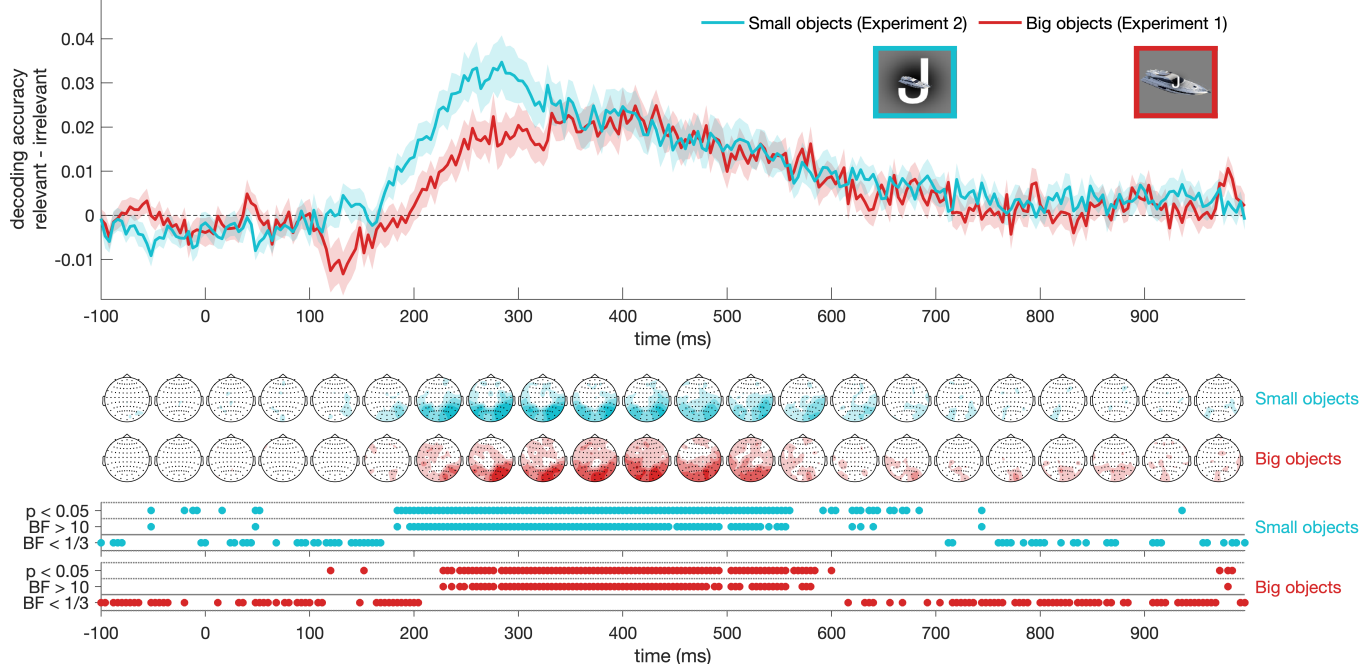 Small objects (Experiment 2) Big objects (Experiment 1)
J J
decoding accuracy
relevant - irrelevant
0.04
0.03
0.02
0.01
0
-0.01
-100 0 100 200 300 400 500 600 700 800 900
time (ms)
Small objects
Big objects
p < 0.05
BF > 10 Small objects
BF < 1/3
p < 0.05
BF > 10 Big objects
BF < 1/3
-100 0 100 200 300 400 500 600 700 800 900
time (ms)